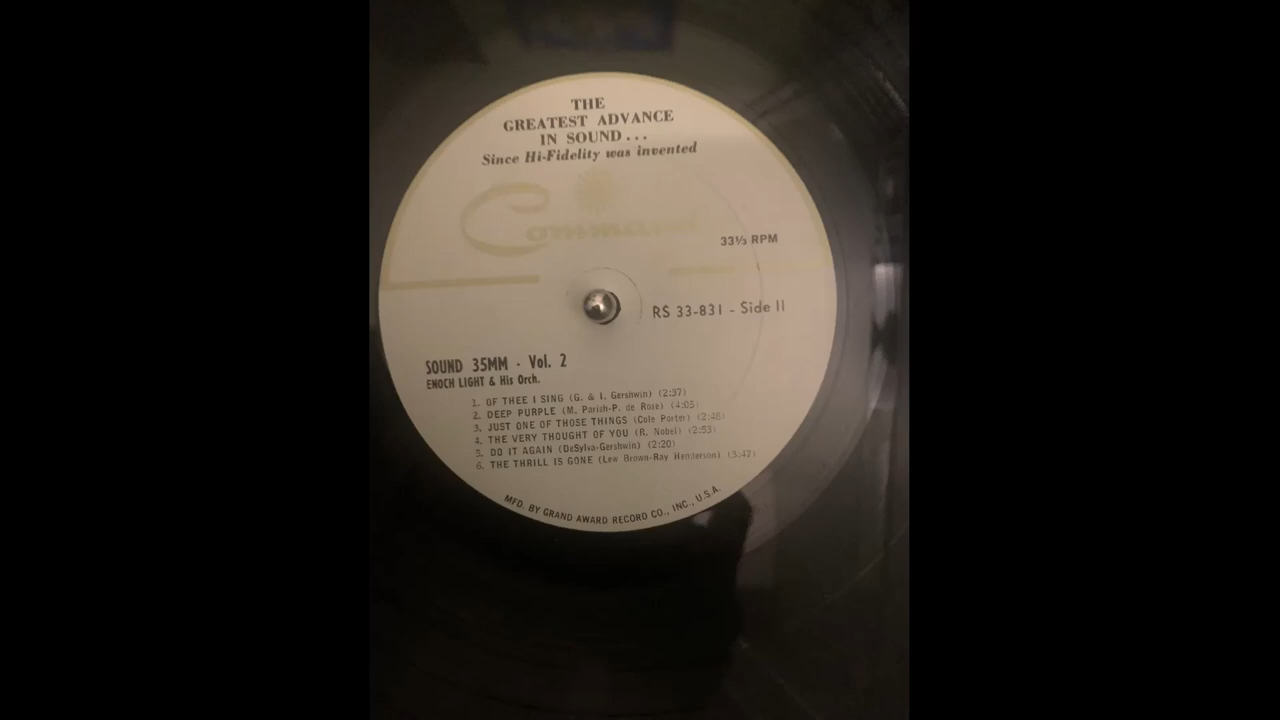 THE
GREATEST ADVANCE
IN SOUND...
Since Hi-Fidelity was invented
33⅓ RPM
RS 33-831 - Side II
SOUND 35MM - Vol. 2
ENOCH LIGHT & His Orch.
1. OF THEE I SING (G. & I. Gershwin) (2:37)
2. DEEP PURPLE (M. Parish-P. de Rose) (4:05)
3. JUST ONE OF THOSE THINGS (Cole Porter) (2:48)
4. THE VERY THOUGHT OF YOU (R. Nobel) (2:53)
5. DO IT AGAIN (DeSylva-Gershwin) (2:20)
6. THE THRILL IS GONE (Lew Brown-Ray Henderson) (3:47)
MFD. BY GRAND AWARD RECORD CO., INC., U.S.A.